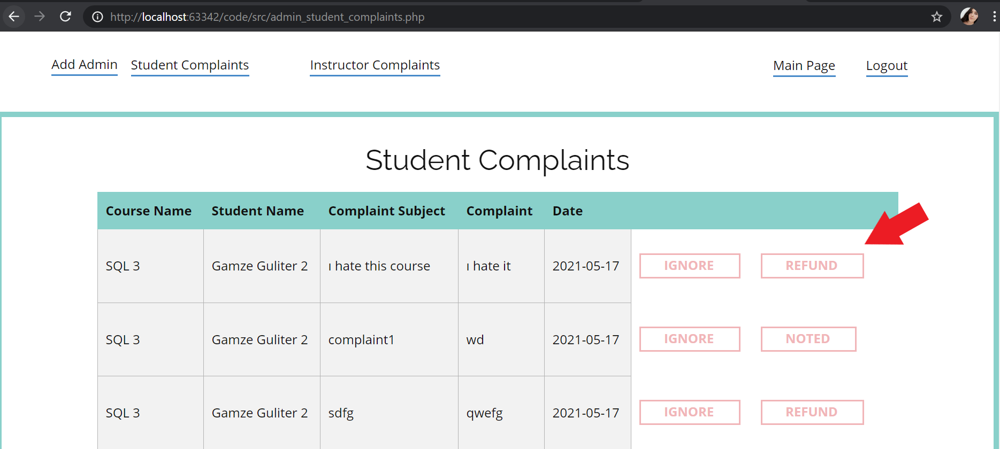 http://localhost:63342/code/src/admin_student_complaints.php
Add Admin Student Complaints Instructor Complaints Main Page Logout
Student Complaints
Course Name Student Name Complaint Subject Complaint Date
SQL 3 Gamze Guliter 2 ı hate this course ı hate it 2021-05-17 IGNORE REFUND
SQL 3 Gamze Guliter 2 complaint1 wd 2021-05-17 IGNORE NOTED
SQL 3 Gamze Guliter 2 sdfg qwefg 2021-05-17 IGNORE REFUND